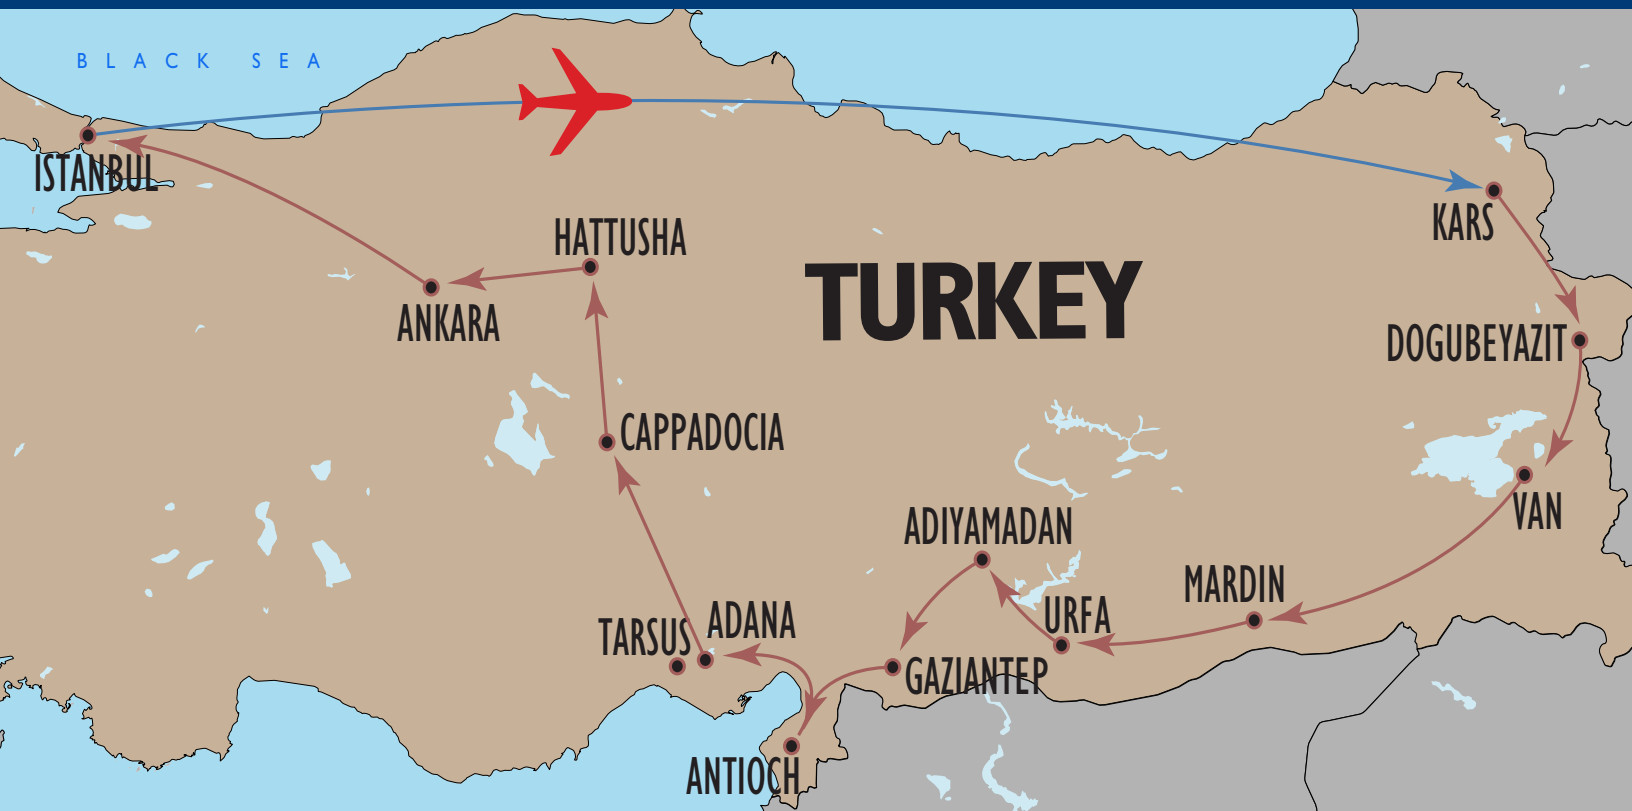 BLACK SEA
ISTANBUL
KARS
HATTUSHA
TURKEY
ANKARA
DOGUBEYAZIT
CAPPADOCIA
VAN
ADIYAMADAN
MARDIN
URFA
ADANA
TARSUS
GAZIANTEP
ANTIOCH